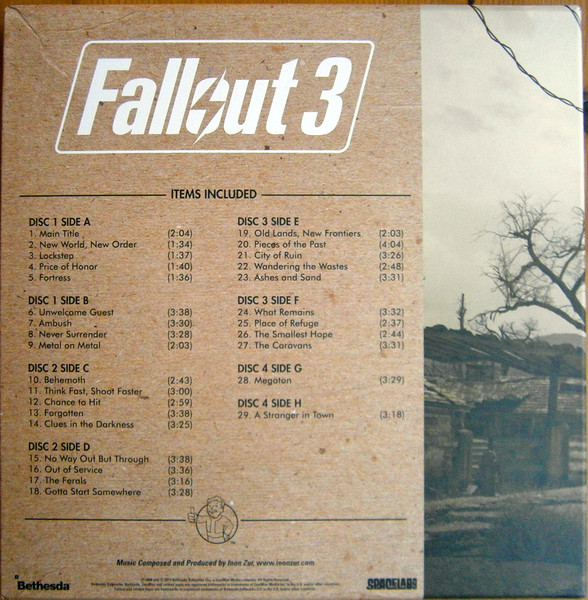 Fallout 3
ITEMS INCLUDED
DISC 1 SIDE A
1. Main Title (2:04)
2. New World, New Order (1:34)
3. Lockstep (1:37)
4. Price of Honor (1:40)
5. Fortress (1:36)
DISC 1 SIDE B
6. Unwelcome Guest (3:38)
7. Ambush (3:30)
8. Never Surrender (3:28)
9. Metal on Metal (2:03)
DISC 2 SIDE C
10. Behemoth (2:43)
11. Think Fast, Shoot Faster (3:00)
12. Chance to Hit (2:59)
13. Forgotten (3:38)
14. Clues in the Darkness (3:25)
DISC 2 SIDE D
15. No Way Out But Through (3:38)
16. Out of Service (3:36)
17. The Ferals (3:16)
18. Gotta Start Somewhere (3:28)
DISC 3 SIDE E
19. Old Lands, New Frontiers (2:03)
20. Pieces of the Past (4:04)
21. City of Ruin (3:26)
22. Wandering the Wastes (2:48)
23. Ashes and Sand (3:31)
DISC 3 SIDE F
24. What Remains (3:32)
25. Place of Refuge (2:37)
26. The Smallest Hope (2:44)
27. The Caravans (3:31)
DISC 4 SIDE G
28. Megaton (3:29)
DISC 4 SIDE H
29. A Stranger in Town (3:18)
Music Composed and Produced by Inon Zur, www.inonzur.com
Bethesda
SPACELAB9